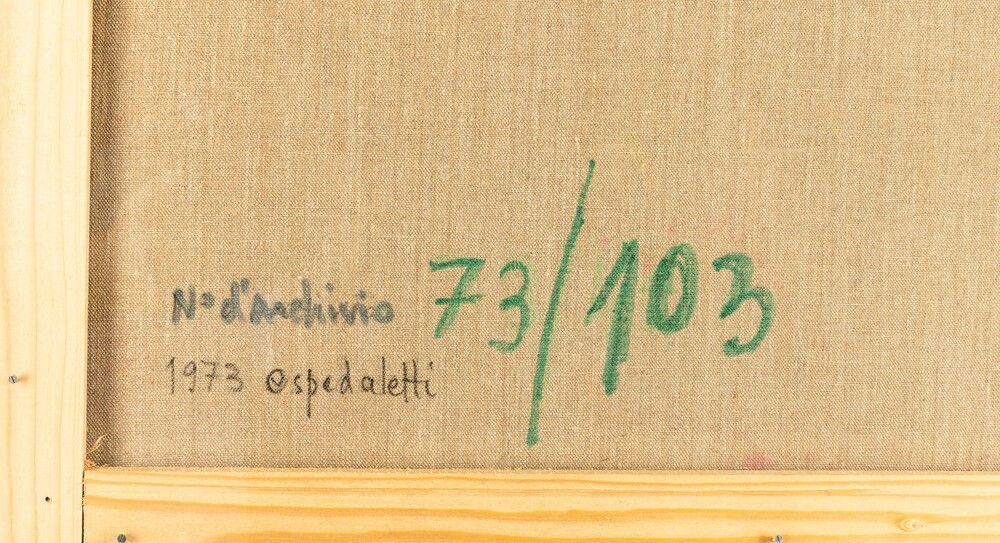 N° d'Archivio 73/103
1973 Ospedaletti